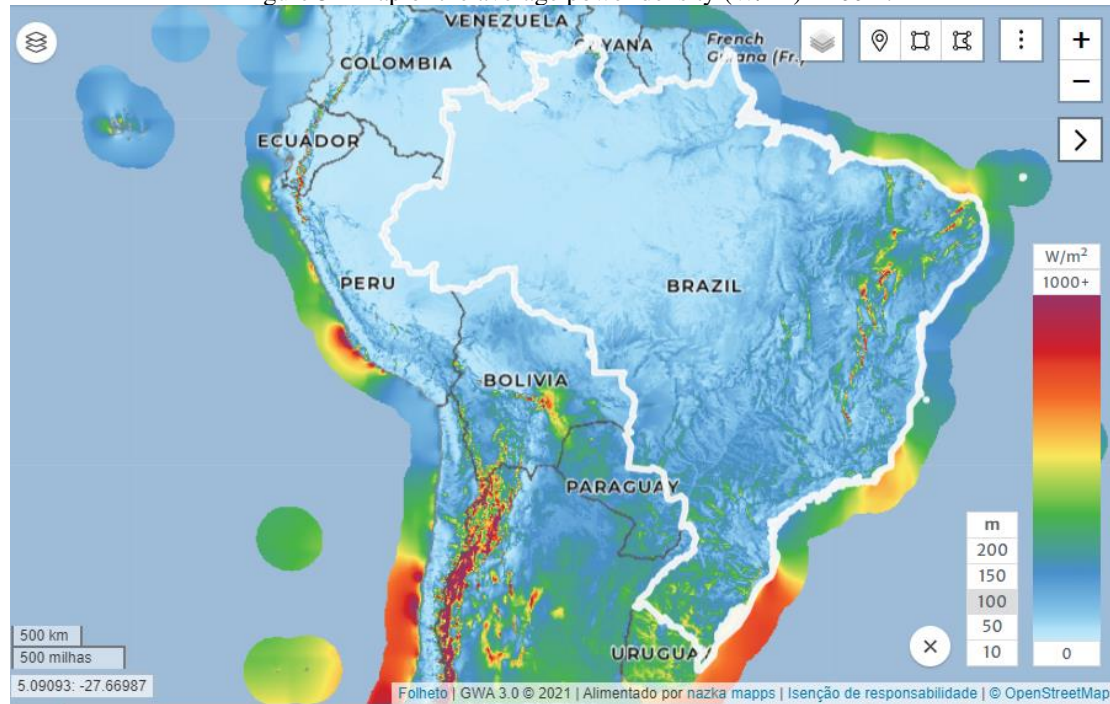 VENEZUELA
GUYANA
French
Guiana (Fr.)
COLOMBIA
ECUADOR
PERU
BRAZIL
BOLIVIA
PARAGUAY
URUGUAY
+
−
W/m²
1000+
0
m
200
150
100
50
10
500 km
500 milhas
5.09093: -27.66987
Folheto | GWA 3.0 © 2021 | Alimentado por nazka mapps | Isenção de responsabilidade | © OpenStreetMap